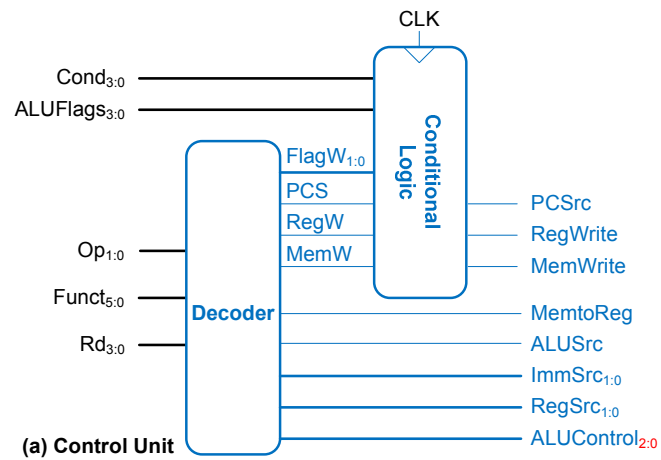 CLK
Cond3:0
ALUFlags3:0
Conditional
Logic
FlagW1:0
PCS
RegW
MemW
PCSrc
RegWrite
MemWrite
Op1:0
Funct5:0
Rd3:0
Decoder
MemtoReg
ALUSrc
ImmSrc1:0
RegSrc1:0
ALUControl2:0
(a) Control Unit